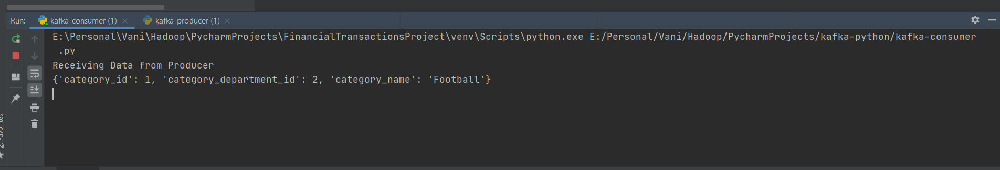 Run: kafka-consumer (1) × kafka-producer (1) ×
E:\Personal\Vani\Hadoop\PycharmProjects\FinancialTransactionsProject\venv\Scripts\python.exe E:/Personal/Vani/Hadoop/PycharmProjects/kafka-python/kafka-consumer
.py
Receiving Data from Producer
{'category_id': 1, 'category_department_id': 2, 'category_name': 'Football'}
2: Favorites